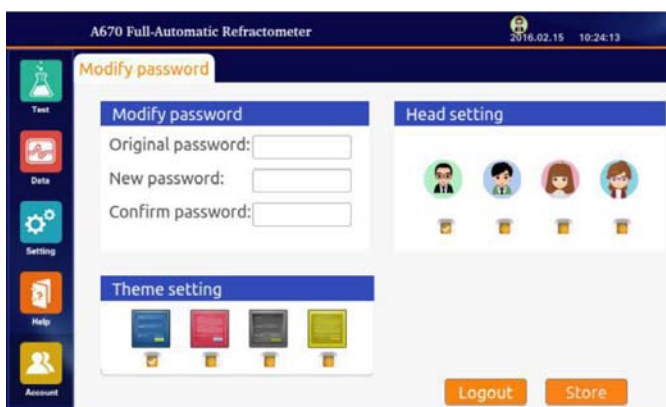 A670 Full-Automatic Refractometer
2016.02.15 10:24:13
Modify password
Test
Data
Setting
Help
Account
Modify password
Original password:
New password:
Confirm password:
Head setting
Theme setting
Logout
Store